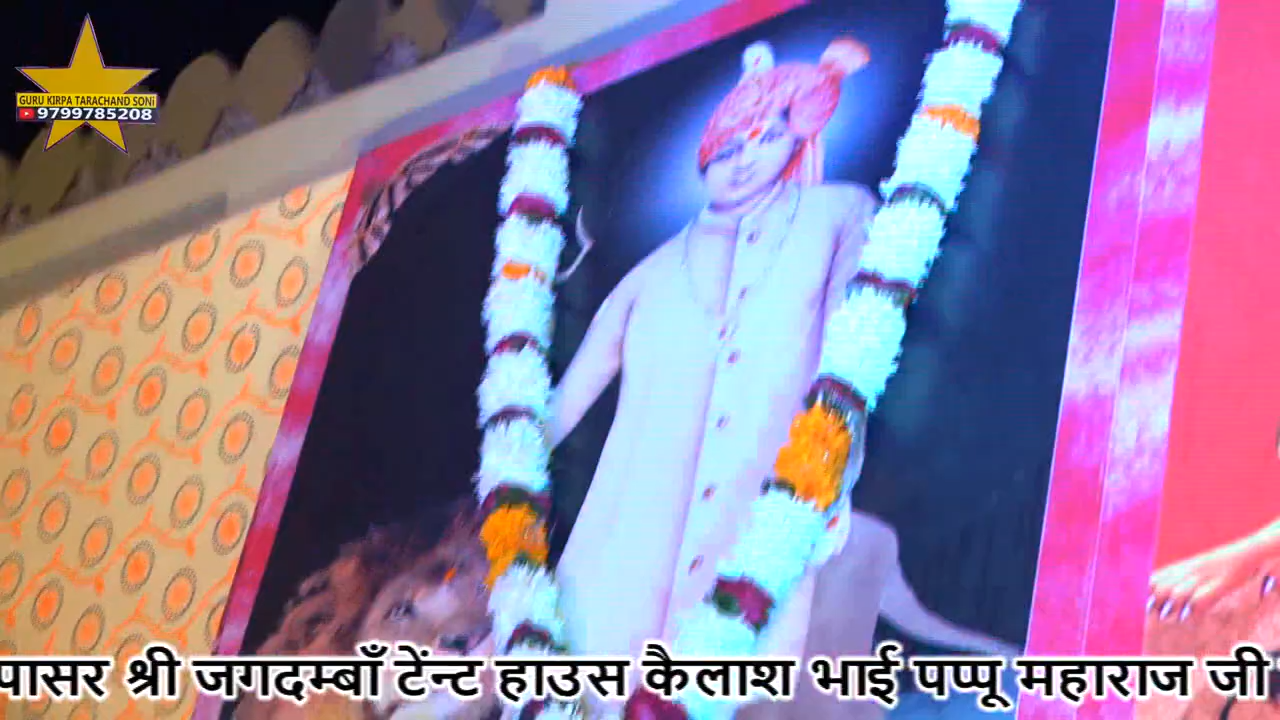 GURU KIRPA TARACHAND SONI
9799785208
पासर श्री जगदम्बाँ टेंन्ट हाउस कैलाश भाई पप्पू महाराज जी